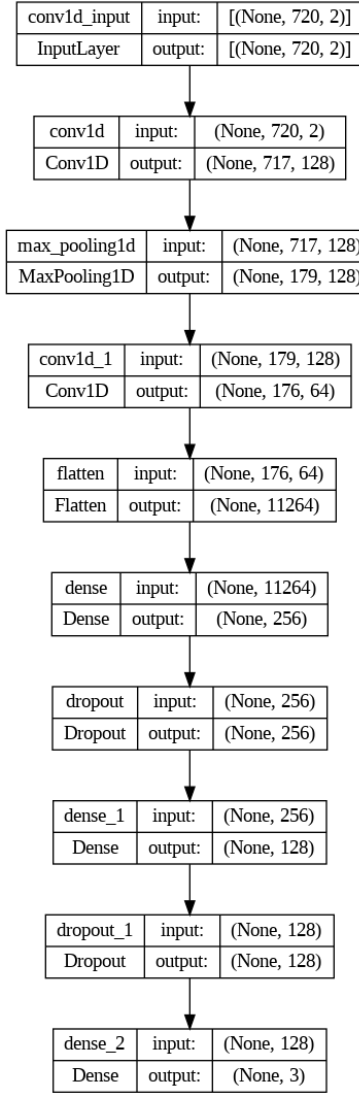 conv1d_input input: [(None, 720, 2)]
InputLayer output: [(None, 720, 2)]
conv1d input: (None, 720, 2)
Conv1D output: (None, 717, 128)
max_pooling1d input: (None, 717, 128)
MaxPooling1D output: (None, 179, 128)
conv1d_1 input: (None, 179, 128)
Conv1D output: (None, 176, 64)
flatten input: (None, 176, 64)
Flatten output: (None, 11264)
dense input: (None, 11264)
Dense output: (None, 256)
dropout input: (None, 256)
Dropout output: (None, 256)
dense_1 input: (None, 256)
Dense output: (None, 128)
dropout_1 input: (None, 128)
Dropout output: (None, 128)
dense_2 input: (None, 128)
Dense output: (None, 3)